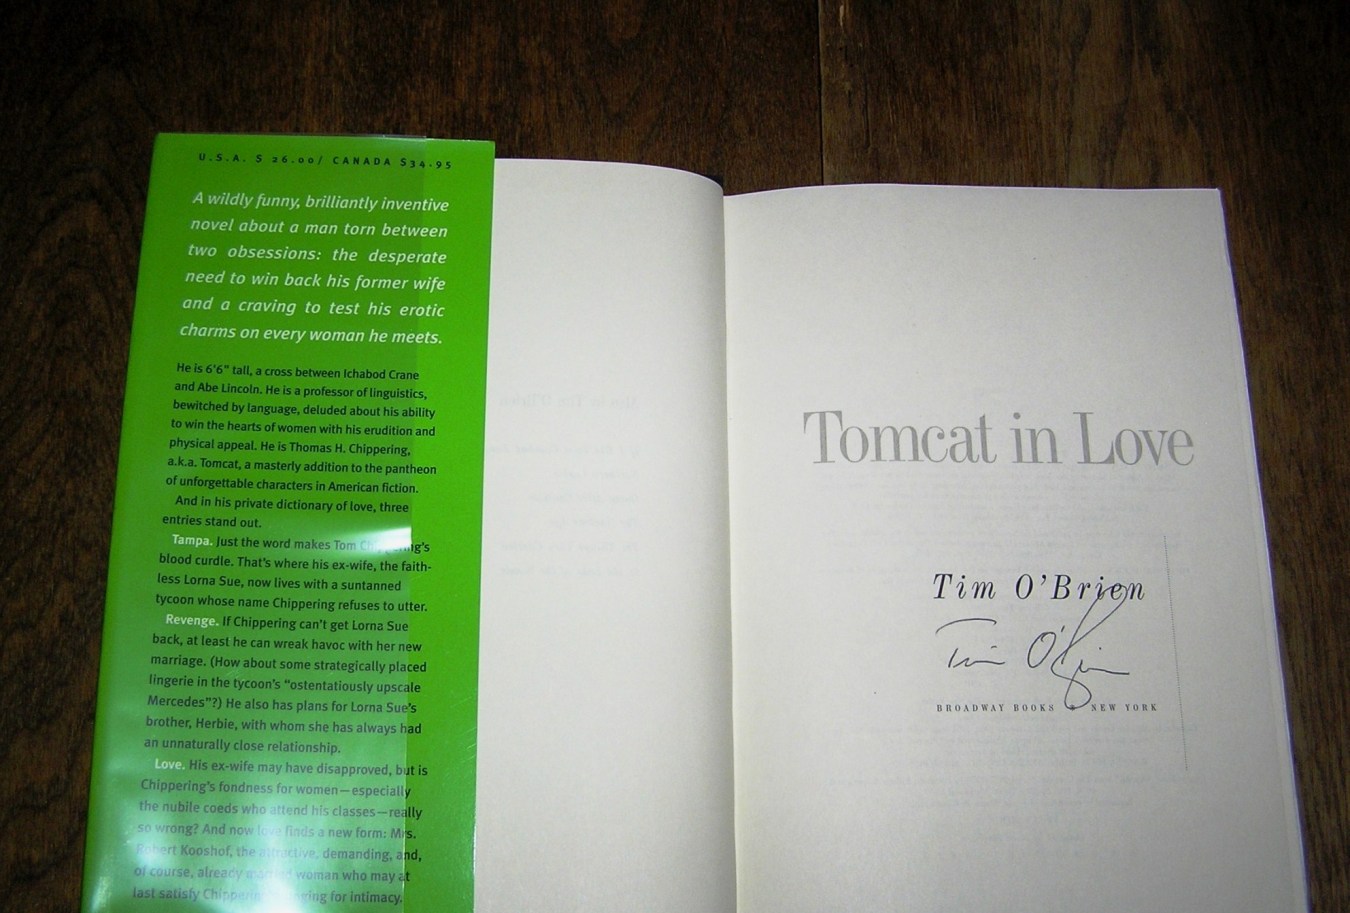 U.S.A. $ 26.00/ CANADA $34.95
A wildly funny, brilliantly inventive
novel about a man torn between
two obsessions: the desperate
need to win back his former wife
and a craving to test his erotic
charms on every woman he meets.
He is 6'6" tall, a cross between Ichabod Crane
and Abe Lincoln. He is a professor of linguistics,
bewitched by language, deluded about his ability
to win the hearts of women with his erudition and
physical appeal. He is Thomas H. Chippering,
a.k.a. Tomcat, a masterly addition to the pantheon
of unforgettable characters in American fiction.
And in his private dictionary of love, three
entries stand out.
Tampa. Just the word makes Tom Chippering's
blood curdle. That's where his ex-wife, the faith-
less Lorna Sue, now lives with a suntanned
tycoon whose name Chippering refuses to utter.
Revenge. If Chippering can't get Lorna Sue
back, at least he can wreak havoc with her new
marriage. (How about some strategically placed
lingerie in the tycoon's "ostentatiously upscale
Mercedes"?) He also has plans for Lorna Sue's
brother, Herbie, with whom she has always had
an unnaturally close relationship.
Love. His ex-wife may have disapproved, but is
Chippering's fondness for women—especially
the nubile coeds who attend his classes—really
so wrong? And now love finds a new form: Mrs.
Robert Kooshof, the attractive, demanding, and,
of course, already married woman who may at
last satisfy Chippering's for intimacy.
Tomcat in Love
Tim O'Brien
Tim O'Brien
BROADWAY BOOKS NEW YORK